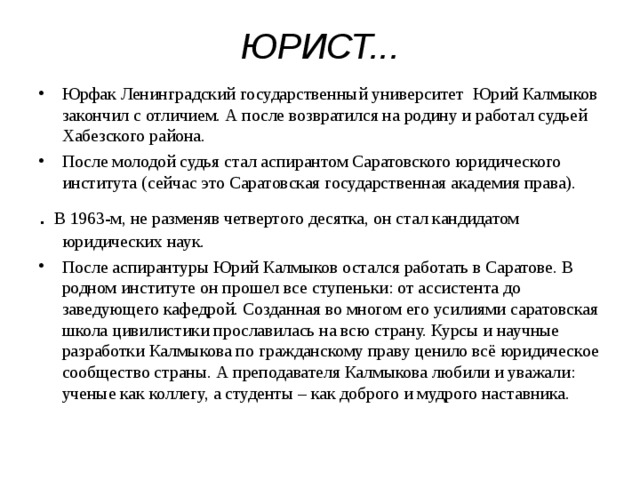 ЮРИСТ...
• Юрфак Ленинградский государственный университет Юрий Калмыков
закончил с отличием. А после возвратился на родину и работал судьей
Хабезского района.
• После молодой судья стал аспирантом Саратовского юридического
института (сейчас это Саратовская государственная академия права).
. В 1963-м, не разменяв четвертого десятка, он стал кандидатом
юридических наук.
• После аспирантуры Юрий Калмыков остался работать в Саратове. В
родном институте он прошел все ступеньки: от ассистента до
заведующего кафедрой. Созданная во многом его усилиями саратовская
школа цивилистики прославилась на всю страну. Курсы и научные
разработки Калмыкова по гражданскому праву ценило всё юридическое
сообщество страны. А преподавателя Калмыкова любили и уважали:
ученые как коллегу, а студенты – как доброго и мудрого наставника.